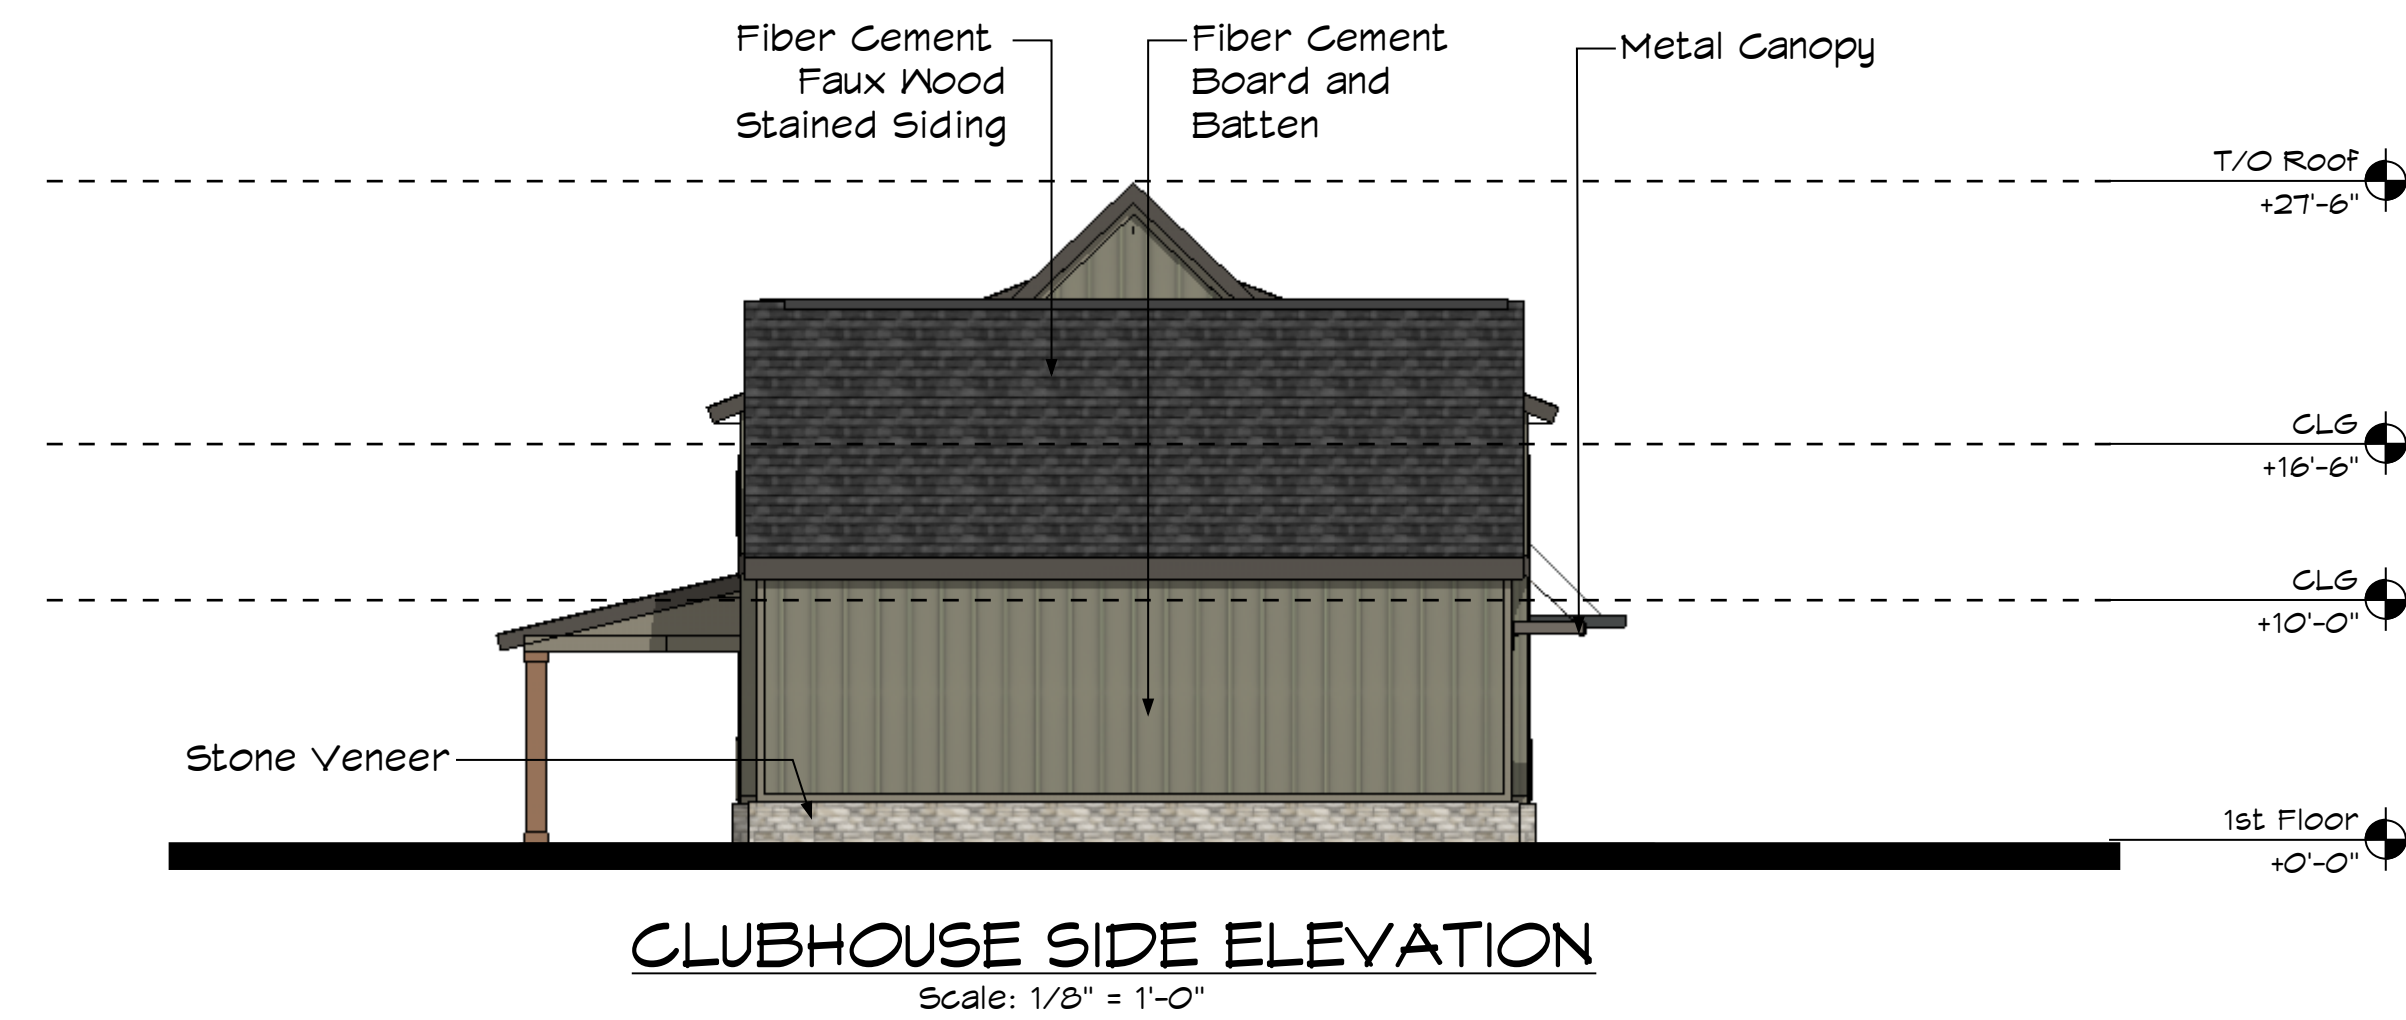 Fiber Cement
Faux Wood
Stained Siding
Fiber Cement
Board and
Batten
Metal Canopy
T/O Roof
+27'-6"
CLG
+16'-6"
CLG
+10'-0"
Stone Veneer
1st Floor
+0'-0"
CLUBHOUSE SIDE ELEVATION
Scale: 1/8" = 1'-0"